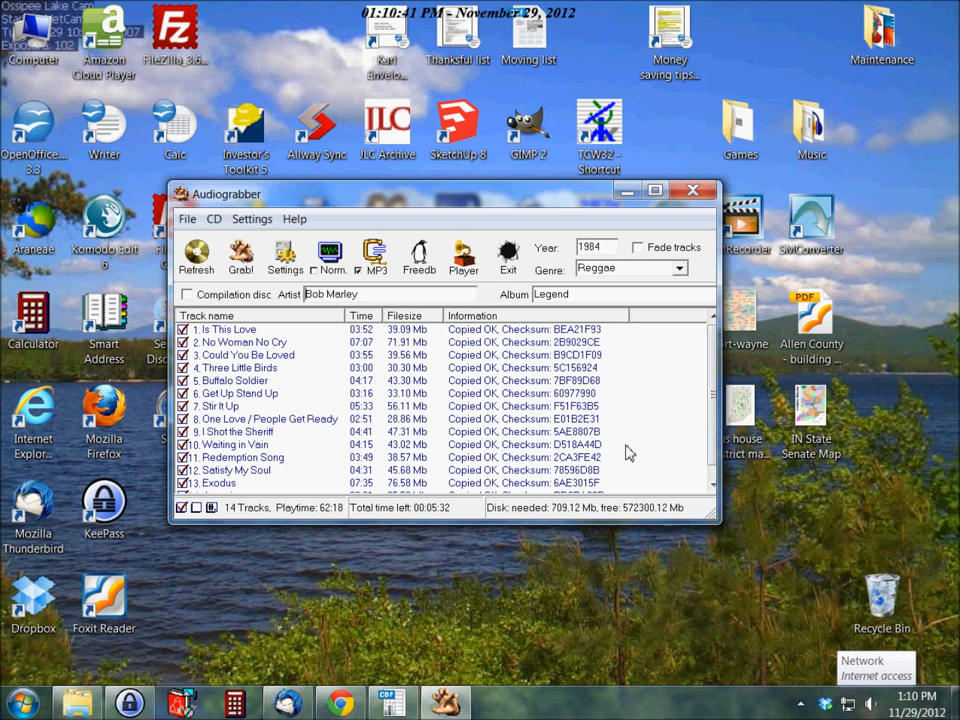 Ossipee Lake Cam
01:10:41 PM - November 29, 2012
Computer
Amazon Cloud Player
FileZilla_3.6...
Karl Envelo...
Thankful list
Moving list
Money saving tips...
Maintenance
OpenOffice.... 3.3
Writer
Calc
Investor's Toolkit 5
Allway Sync
JLC
JLC Archive
SketchUp 8
GIMP 2
TCW32 - Shortcut
Games
Music
Araneae
Komodo Edit 6
SMConverter
Calculator
Smart Address
PDF
Allen County - building ...
Internet Explor...
Mozilla Firefox
IN State Senate Map
Mozilla Thunderbird
KeePass
Dropbox
Foxit Reader
Recycle Bin
Audiograbber
File CD Settings Help
Refresh Grab! Settings Norm. MP3 Freedb Player Exit
Year: 1984 Fade tracks
Genre: Reggae
Compilation disc Artist Bob Marley Album Legend
Track name Time Filesize Information
1. Is This Love 03:52 39.09 Mb Copied OK, Checksum: BEA21F93
2. No Woman No Cry 07:07 71.91 Mb Copied OK, Checksum: 2B9029CE
3. Could You Be Loved 03:55 39.56 Mb Copied OK, Checksum: B9CD1F09
4. Three Little Birds 03:00 30.30 Mb Copied OK, Checksum: 5C156924
5. Buffalo Soldier 04:17 43.30 Mb Copied OK, Checksum: 7BF89D68
6. Get Up Stand Up 03:16 33.10 Mb Copied OK, Checksum: 60977990
7. Stir It Up 05:33 56.11 Mb Copied OK, Checksum: F51F63B5
8. One Love / People Get Ready 02:51 28.86 Mb Copied OK, Checksum: E01B2E31
9. I Shot the Sheriff 04:41 47.31 Mb Copied OK, Checksum: 5AE8807B
10. Waiting in Vain 04:15 43.02 Mb Copied OK, Checksum: D518A44D
11. Redemption Song 03:49 38.57 Mb Copied OK, Checksum: 2CA3FE42
12. Satisfy My Soul 04:31 45.68 Mb Copied OK, Checksum: 78596D8B
13. Exodus 07:35 76.58 Mb Copied OK, Checksum: 6AE3015F
14 Tracks, Playtime: 62:18 Total time left: 00:05:32 Disk: needed: 709.12 Mb, free: 572300.12 Mb
Network
Internet access
CDF
1:10 PM
11/29/2012